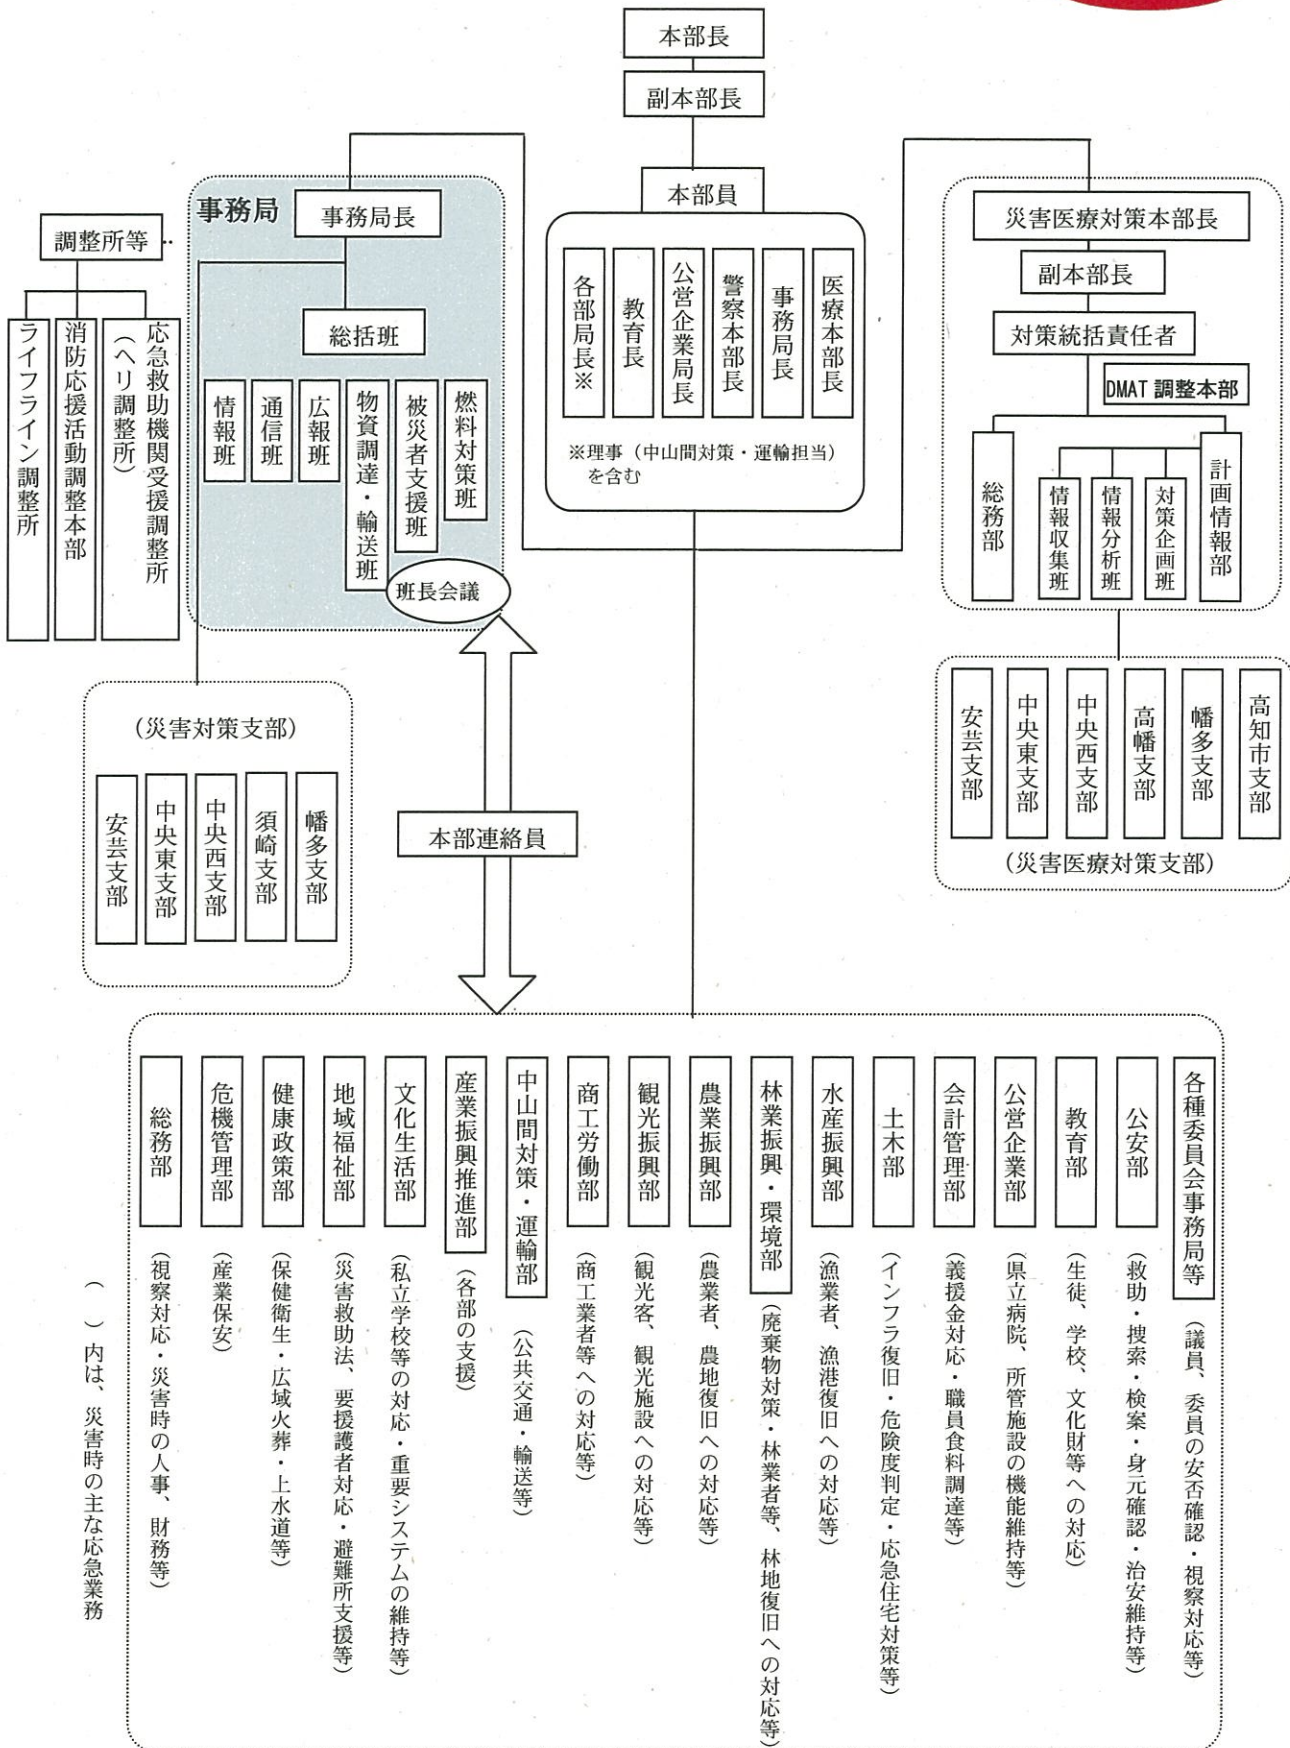 本部長
副本部長
本部員
各部局長※
教育長
公営企業局長
警察本部長
事務局長
医療本部長
※理事（中山間対策・運輸担当）
を含む
事務局
事務局長
総括班
情報班
通信班
広報班
物資調達・輸送班
被災者支援班
燃料対策班
班長会議
調整所等
ライフライン調整所
消防応援活動調整本部
応急救助機関受援調整所
（ヘリ調整所）
（災害対策支部）
安芸支部
中央東支部
中央西支部
須崎支部
幡多支部
本部連絡員
災害医療対策本部長
副本部長
対策統括責任者
DMAT 調整本部
総務部
情報収集班
情報分析班
対策企画班
計画情報部
安芸支部
中央東支部
中央西支部
高幡支部
幡多支部
高知市支部
（災害医療対策支部）
総務部
（視察対応・災害時の人事、財務等）
危機管理部
（産業保安）
健康政策部
（保健衛生・広域火葬・上水道等）
地域福祉部
（災害救助法、要援護者対応・避難所支援等）
文化生活部
（私立学校等の対応・重要システムの維持等）
産業振興推進部
（各部の支援）
中山間対策・運輸部
（公共交通・輸送等）
商工労働部
（商工業者等への対応等）
観光振興部
（観光客、観光施設への対応等）
農業振興部
（農業者、農地復旧への対応等）
林業振興・環境部
（廃棄物対策・林業者等、林地復旧への対応等）
水産振興部
（漁業者、漁港復旧への対応等）
土木部
（インフラ復旧・危険度判定・応急住宅対策等）
会計管理部
（義援金対応・職員食料調達等）
公営企業部
（県立病院、所管施設の機能維持等）
教育部
（生徒、学校、文化財等への対応）
公安部
（救助・捜索・検案・身元確認・治安維持等）
各種委員会事務局等
（議員、委員の安否確認・視察対応等）
（　）内は、災害時の主な応急業務